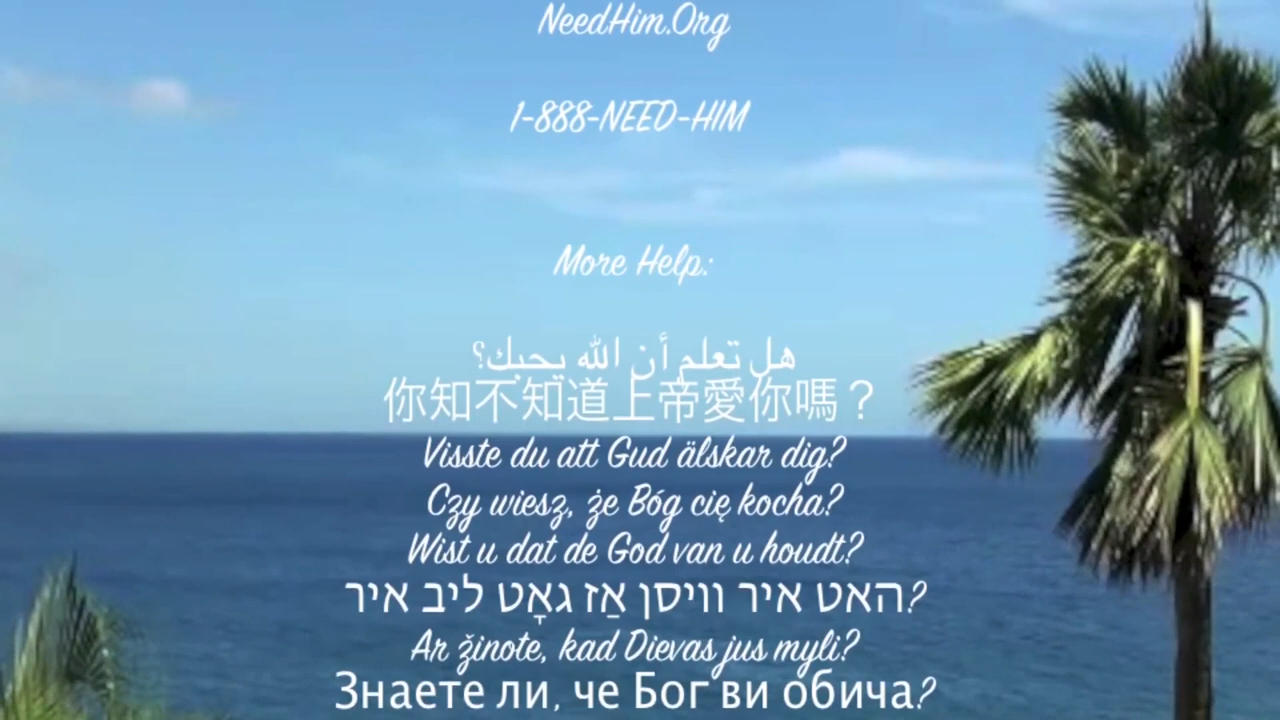 NeedHim.Org
1-888-NEED-HIM
More Help:
هل تعلم أن الله يحبك؟
你知不知道上帝愛你嗎？
Visste du att Gud älskar dig?
Czy wiesz, że Bóg cię kocha?
Wist u dat de God van u houdt?
האט איר וויסן אַז גאָט ליב איר?
Ar žinote, kad Dievas jus myli?
Знаете ли, че Бог ви обича?